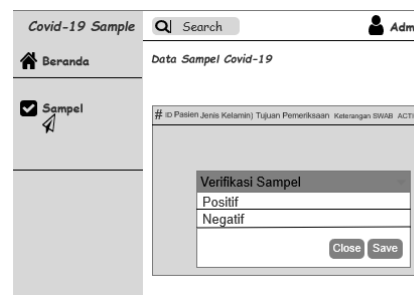 Covid-19 Sample
Search
Adm
Beranda
Data Sampel Covid-19
Sampel
# ID Pasien Jenis Kelamin) Tujuan Pemeriksaan Keterangan SWAB ACTI
Verifikasi Sampel
Positif
Negatif
Close Save